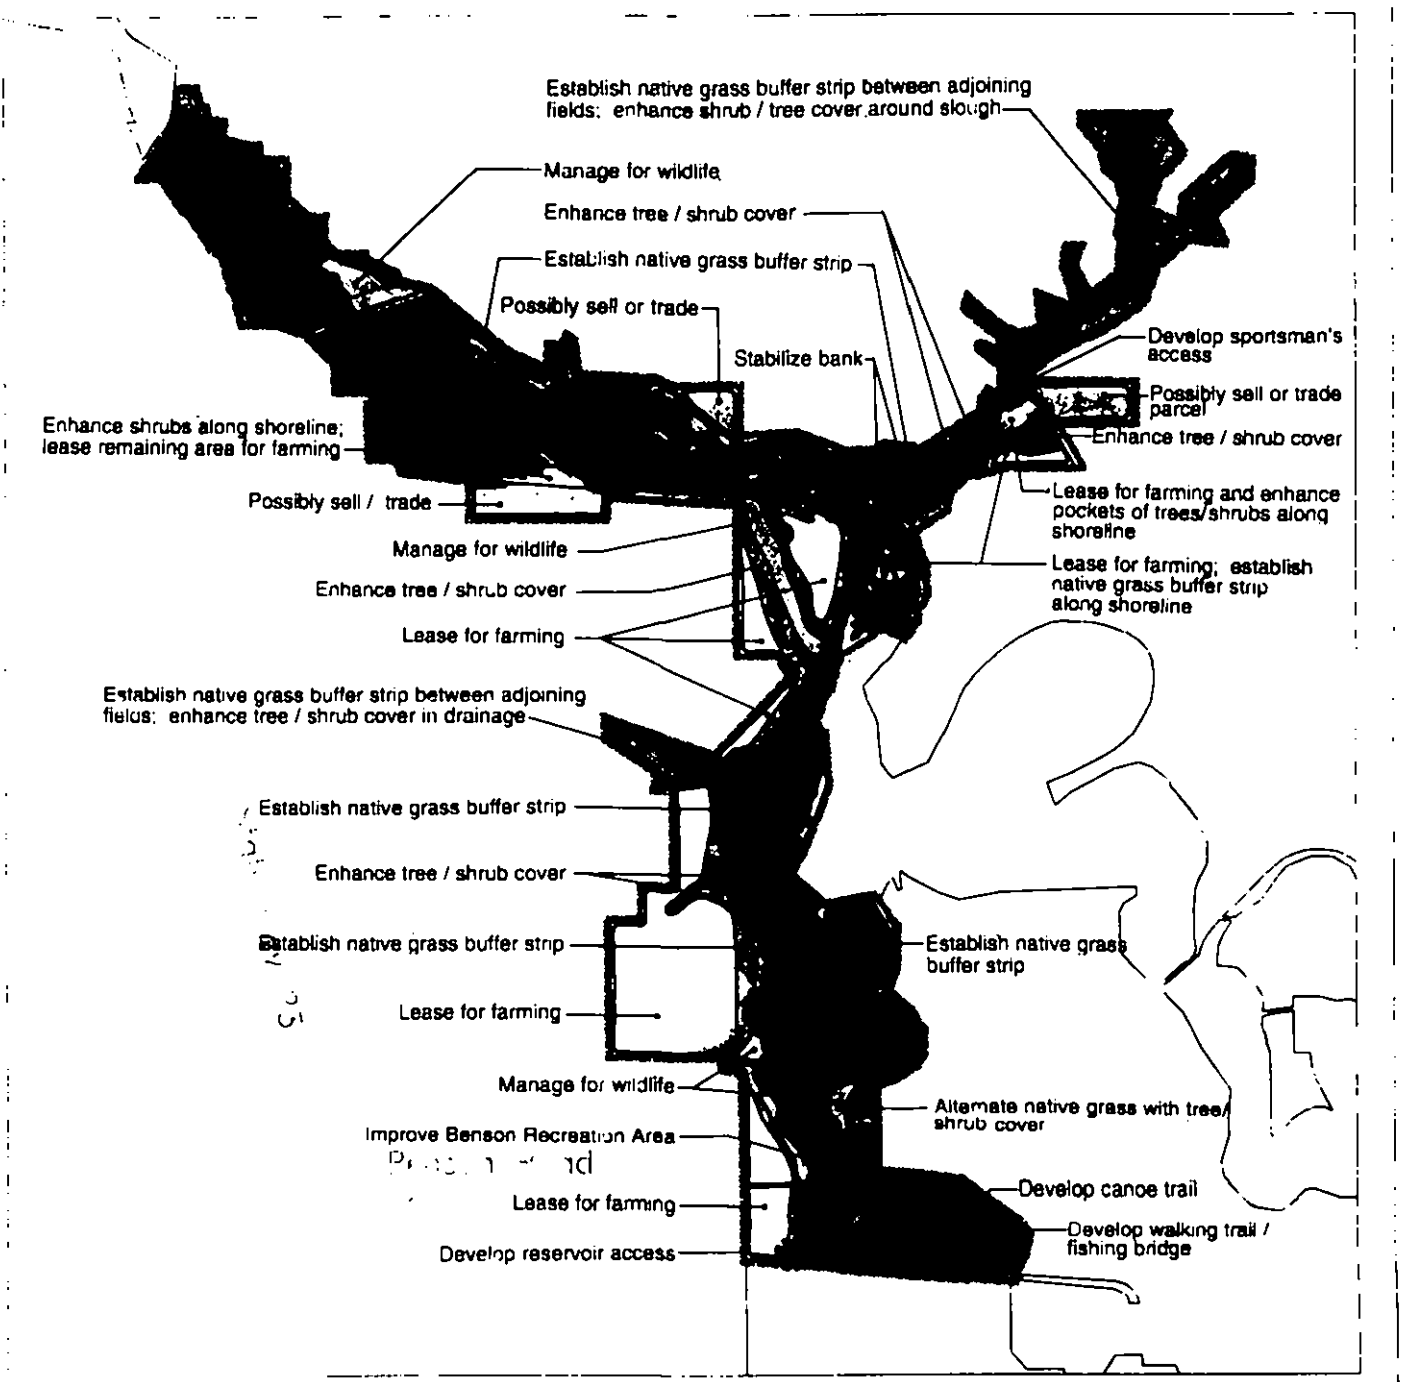 Establish native grass buffer strip between adjoining
fields; enhance shrub / tree cover around slough
Manage for wildlife
Enhance tree / shrub cover
Establish native grass buffer strip
Possibly sell or trade
Stabilize bank
Develop sportsman's
access
Possibly sell or trade
parcel
Enhance tree / shrub cover
Enhance shrubs along shoreline;
lease remaining area for farming
Possibly sell / trade
Lease for farming and enhance
pockets of trees/shrubs along
shoreline
Manage for wildlife
Lease for farming; establish
native grass buffer strip
along shoreline
Enhance tree / shrub cover
Lease for farming
Establish native grass buffer strip between adjoining
fields; enhance tree / shrub cover in drainage
Establish native grass buffer strip
Enhance tree / shrub cover
Establish native grass buffer strip
Establish native grass
buffer strip
Lease for farming
Manage for wildlife
Alternate native grass with tree/
shrub cover
Improve Benson Recreation Area
Lease for farming
Develop canoe trail
Develop walking trail /
fishing bridge
Develop reservoir access